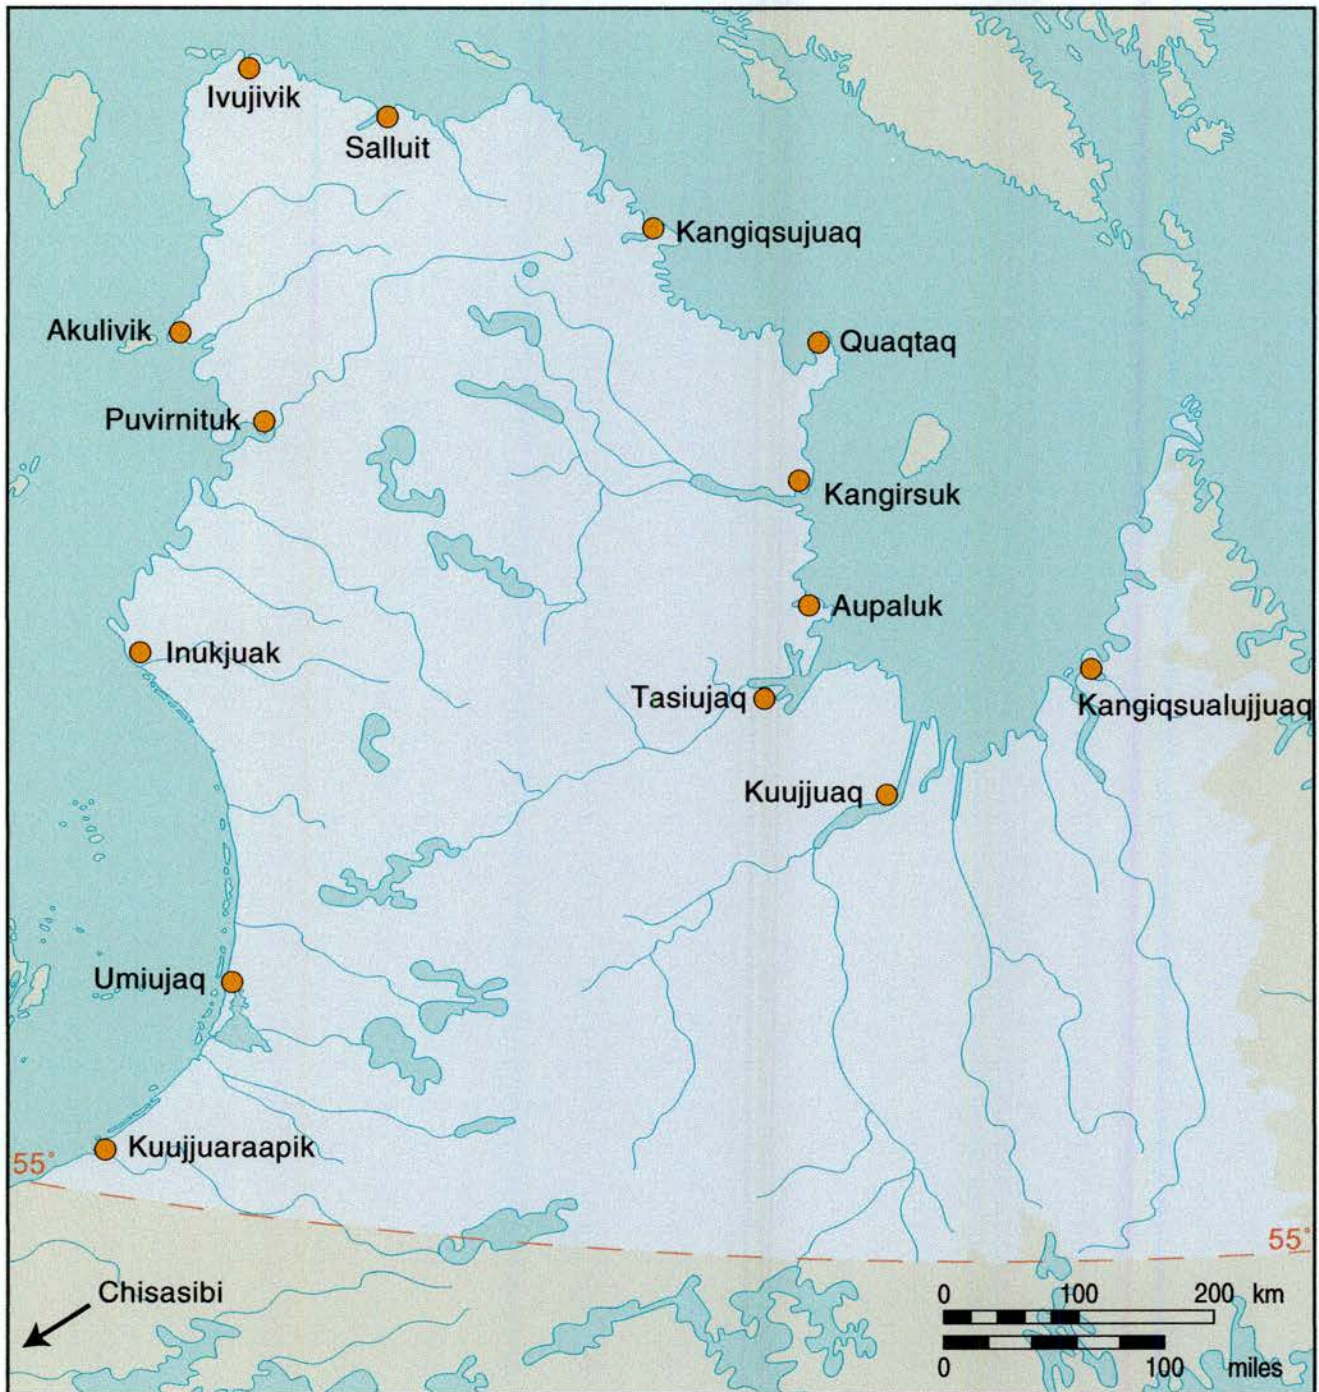 Ivujivik
Salluit
Kangiqsujuaq
Akulivik
Quaqtaq
Puvirnituk
Kangirsuk
Aupaluk
Inukjuak
Tasiujaq
Kangiqsualujjuaq
Kuujjuaq
Umiujaq
Kuujjuaraapik
55°
55°
Chisasibi
0 100 200 km
0 100 miles